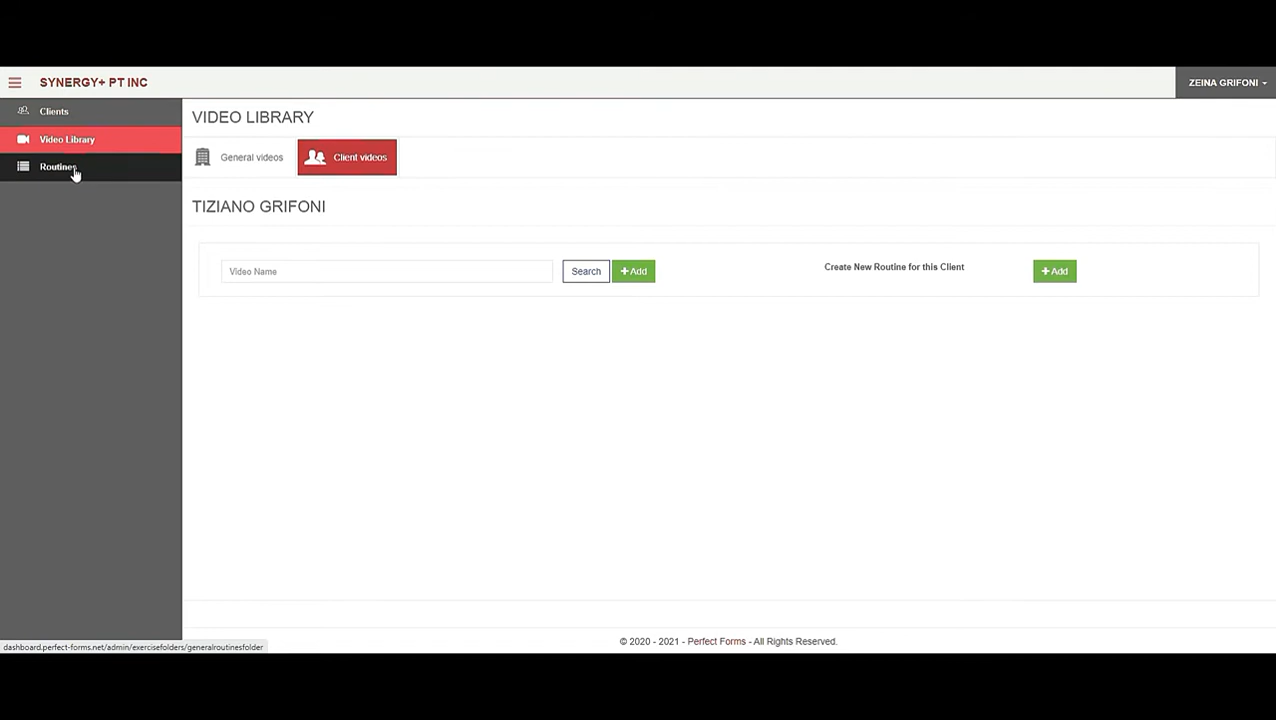 SYNERGY+ PT INC
ZEINA GRIFONI
Clients
Video Library
Routines
VIDEO LIBRARY
General videos
Client videos
TIZIANO GRIFONI
Video Name
Search
+ Add
Create New Routine for this Client
+ Add
© 2020 - 2021 - Perfect Forms - All Rights Reserved.
dashboard.perfect-forms.net/admin/exercisefolders/generalroutinesfolder